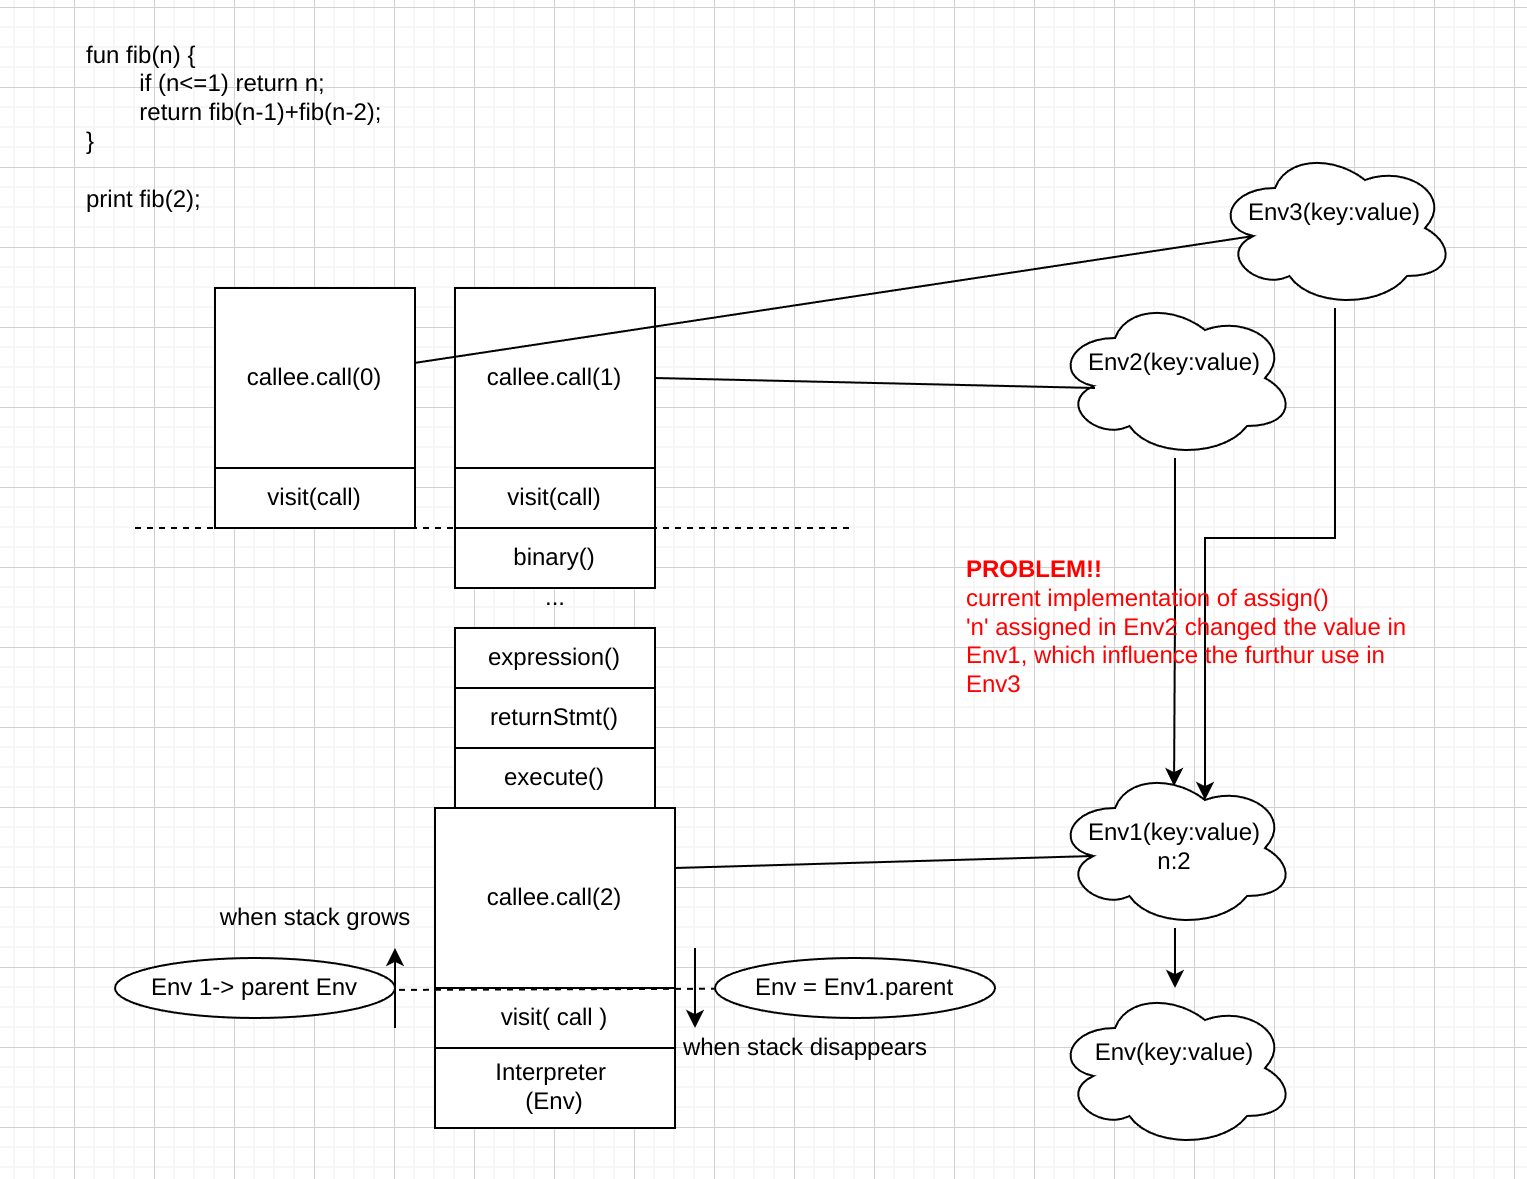 fun fib(n) {
if (n<=1) return n;
return fib(n-1)+fib(n-2);
}
print fib(2);
Env3(key:value)
Env2(key:value)
callee.call(0)
callee.call(1)
visit(call)
visit(call)
binary()
...
PROBLEM!!
current implementation of assign()
'n' assigned in Env2 changed the value in
Env1, which influence the furthur use in
Env3
expression()
returnStmt()
execute()
Env1(key:value)
n:2
callee.call(2)
when stack grows
Env 1-> parent Env
Env = Env1.parent
visit( call )
when stack disappears
Interpreter
(Env)
Env(key:value)